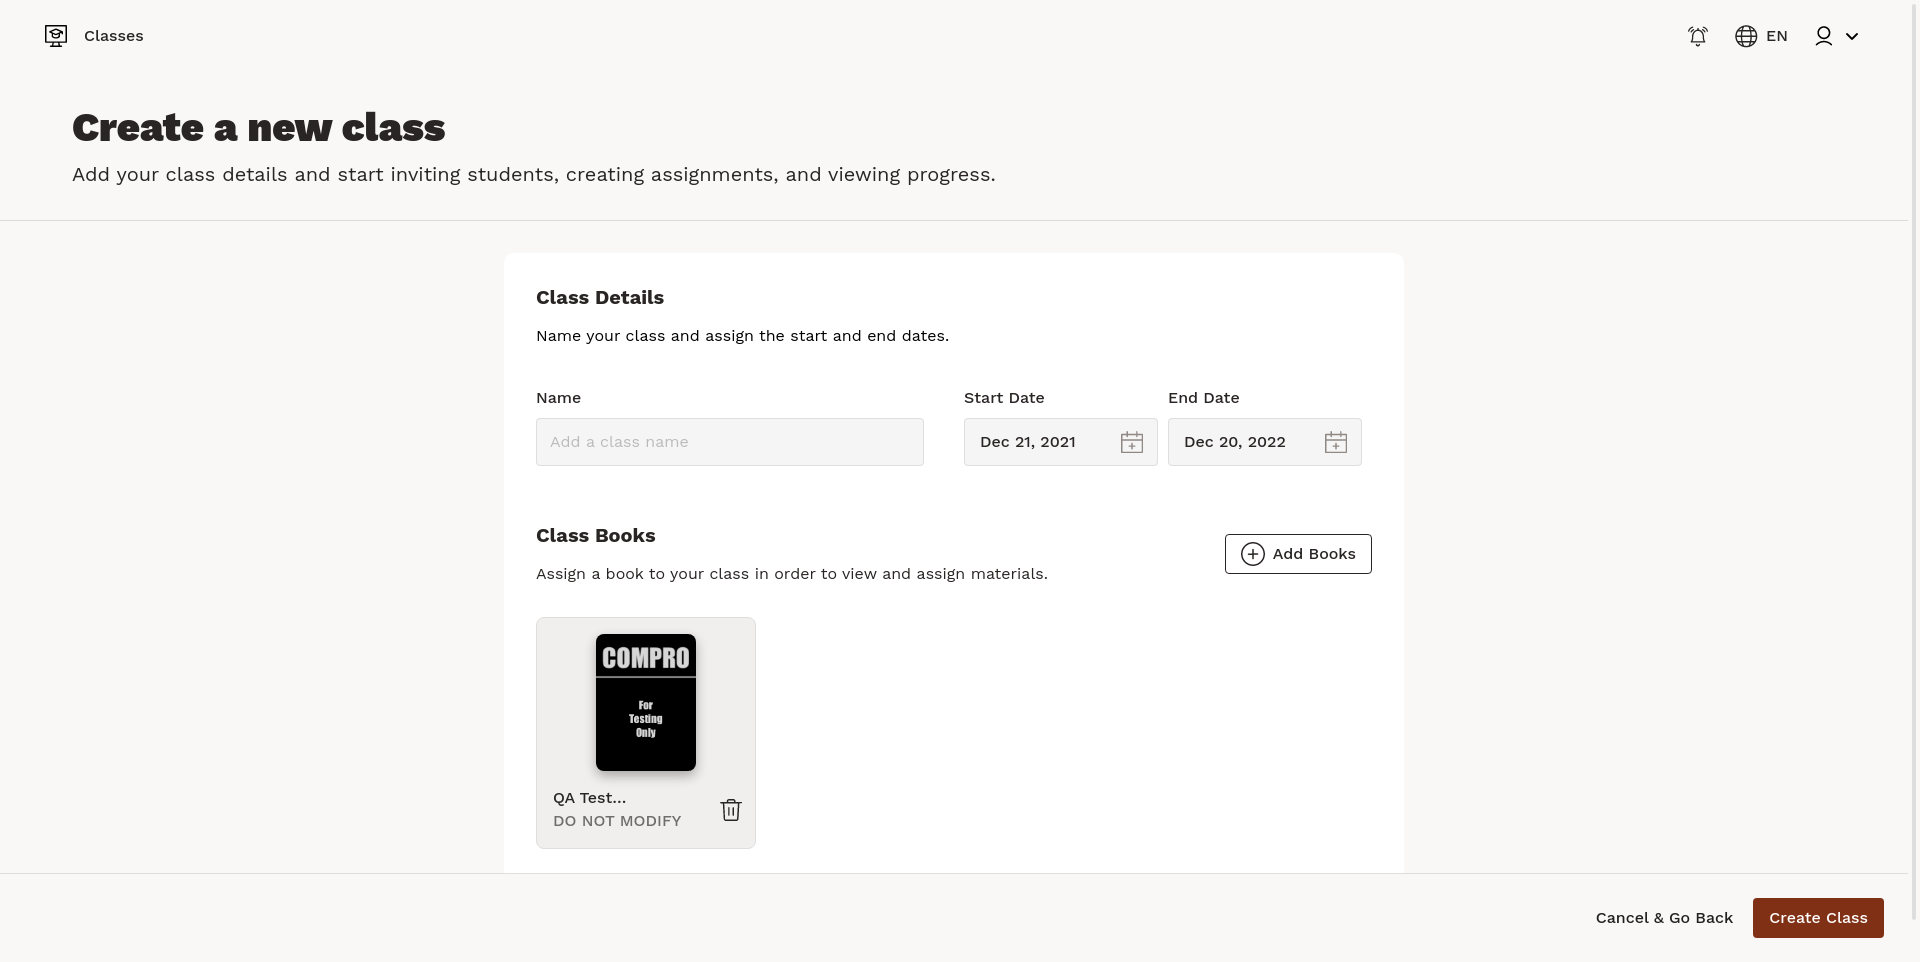 Classes
EN
Create a new class
Add your class details and start inviting students, creating assignments, and viewing progress.
Class Details
Name your class and assign the start and end dates.
Name
Start Date
End Date
Add a class name
Dec 21, 2021
Dec 20, 2022
Class Books
Assign a book to your class in order to view and assign materials.
Add Books
COMPRO
For
Testing
Only
QA Test...
DO NOT MODIFY
Cancel & Go Back
Create Class